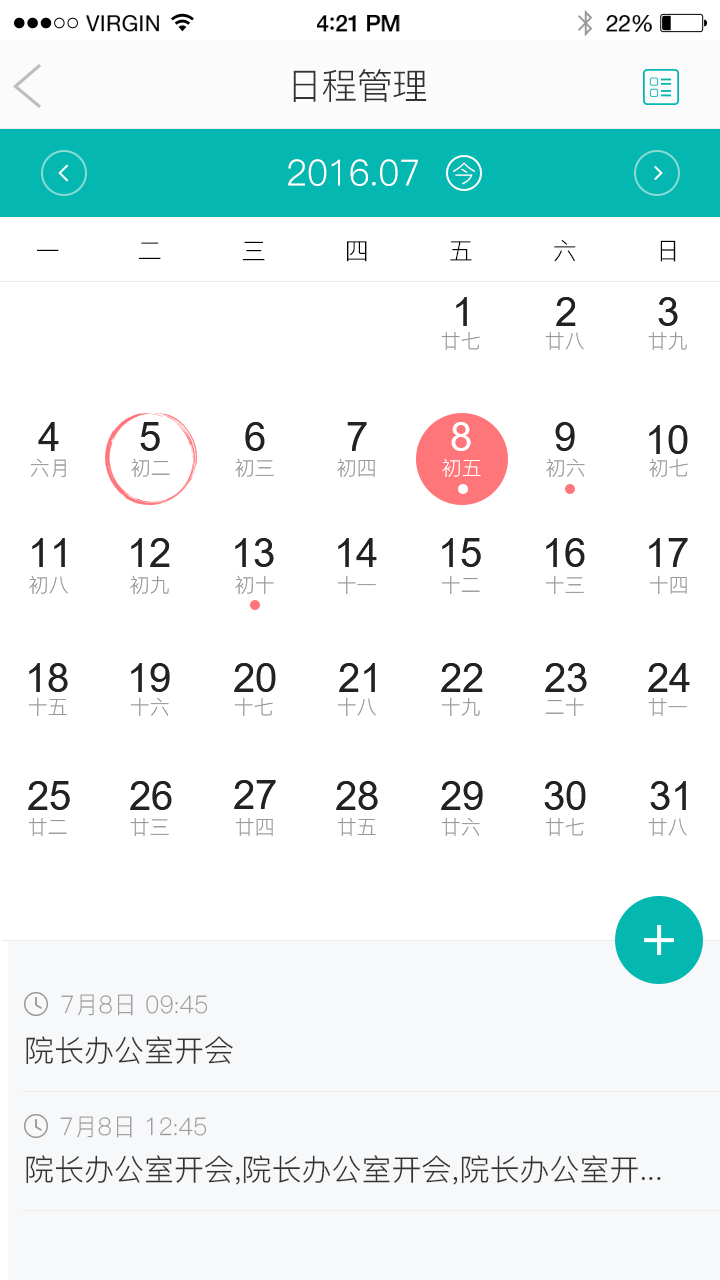 VIRGIN 4:21 PM 22%
日程管理
2016.07 今
一 二 三 四 五 六 日
1 2 3
廿七 廿八 廿九
4 5 6 7 8 9 10
六月 初二 初三 初四 初五 初六 初七
11 12 13 14 15 16 17
初八 初九 初十 十一 十二 十三 十四
18 19 20 21 22 23 24
十五 十六 十七 十八 十九 二十 廿一
25 26 27 28 29 30 31
廿二 廿三 廿四 廿五 廿六 廿七 廿八
7月8日 09:45
院长办公室开会
7月8日 12:45
院长办公室开会,院长办公室开会,院长办公室开...